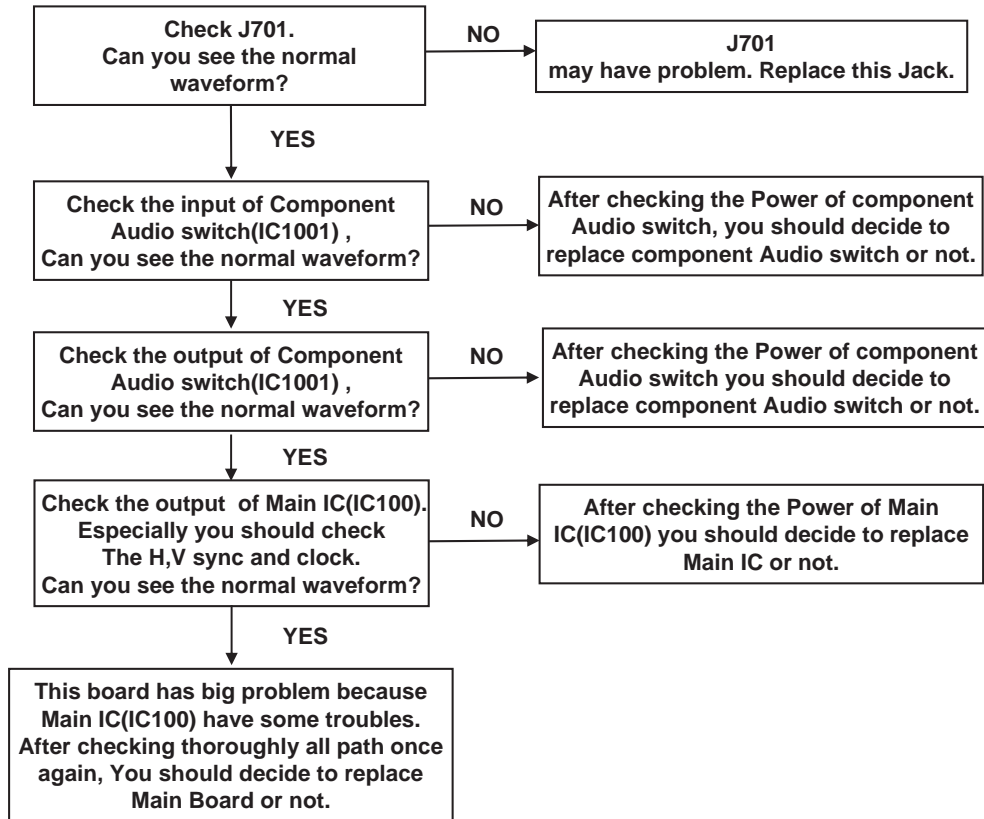 Check J701.
Can you see the normal
waveform?
NO
J701
may have problem. Replace this Jack.
YES
Check the input of Component
Audio switch(IC1001) ,
Can you see the normal waveform?
NO
After checking the Power of component
Audio switch, you should decide to
replace component Audio switch or not.
YES
Check the output of Component
Audio switch(IC1001) ,
Can you see the normal waveform?
NO
After checking the Power of component
Audio switch you should decide to
replace component Audio switch or not.
YES
Check the output  of Main IC(IC100).
Especially you should check
The H,V sync and clock.
Can you see the normal waveform?
NO
After checking the Power of Main
IC(IC100) you should decide to replace
Main IC or not.
YES
This board has big problem because
Main IC(IC100) have some troubles.
After checking thoroughly all path once
again, You should decide to replace
Main Board or not.